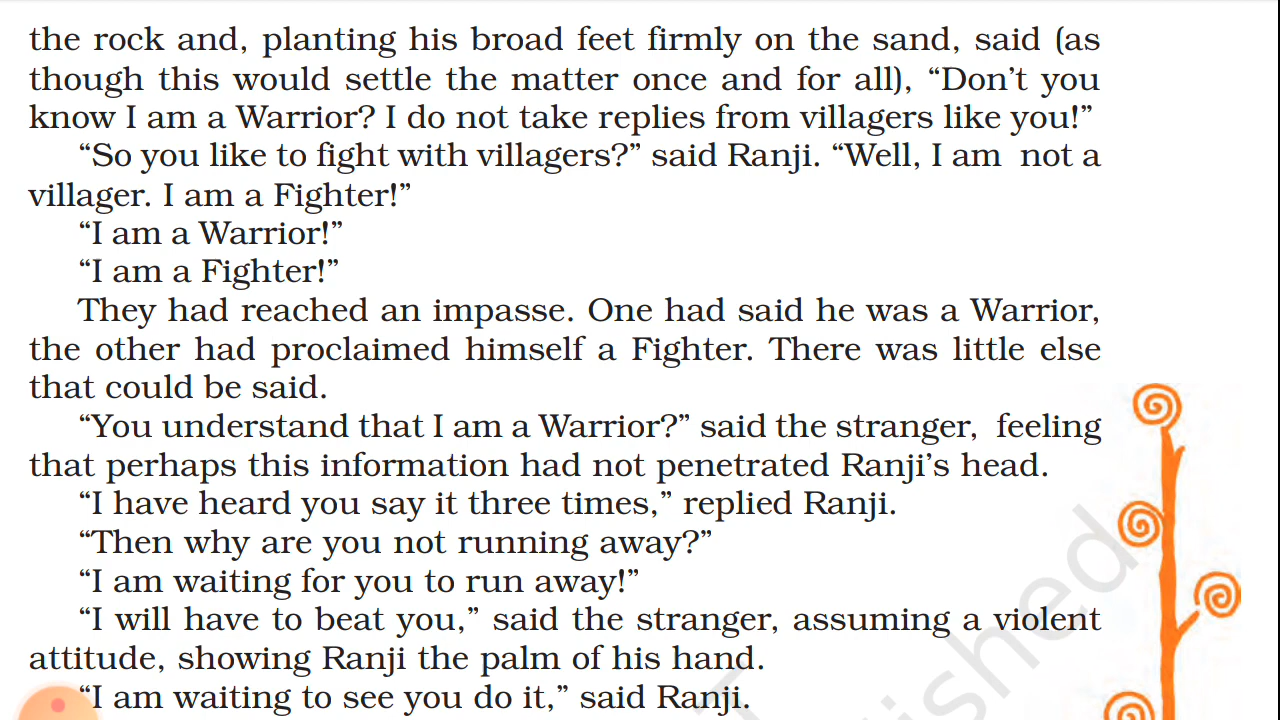 the rock and, planting his broad feet firmly on the sand, said (as
though this would settle the matter once and for all), “Don’t you
know I am a Warrior? I do not take replies from villagers like you!”
“So you like to fight with villagers?” said Ranji. “Well, I am not a
villager. I am a Fighter!”
“I am a Warrior!”
“I am a Fighter!”
They had reached an impasse. One had said he was a Warrior,
the other had proclaimed himself a Fighter. There was little else
that could be said.
“You understand that I am a Warrior?” said the stranger, feeling
that perhaps this information had not penetrated Ranji’s head.
“I have heard you say it three times,” replied Ranji.
“Then why are you not running away?”
“I am waiting for you to run away!”
“I will have to beat you,” said the stranger, assuming a violent
attitude, showing Ranji the palm of his hand.
“I am waiting to see you do it,” said Ranji.